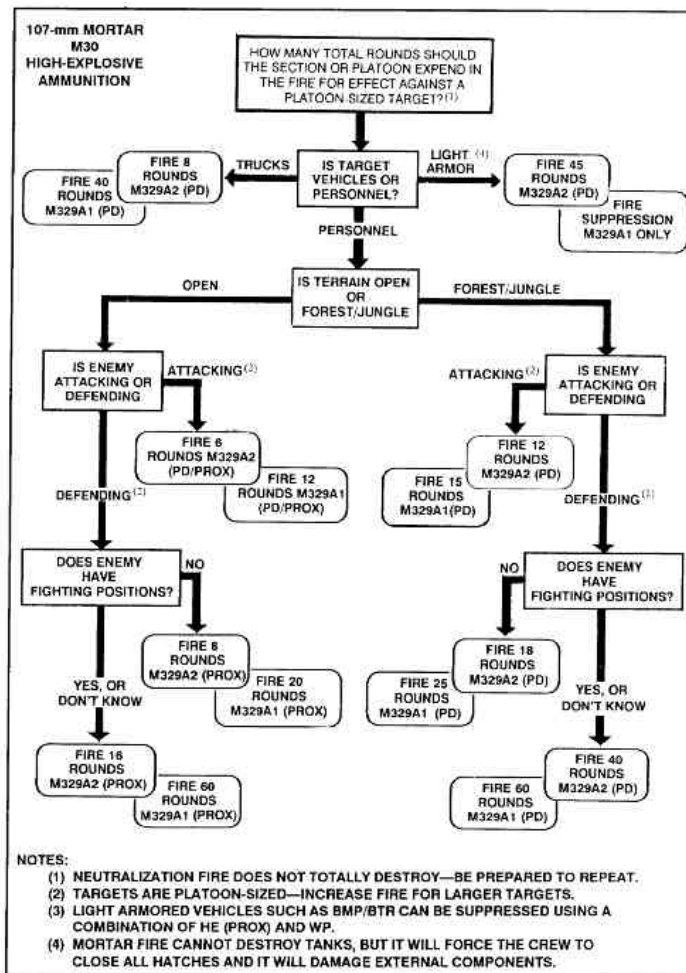 107-mm MORTAR
M30
HIGH-EXPLOSIVE
AMMUNITION
HOW MANY TOTAL ROUNDS SHOULD
THE SECTION OR PLATOON EXPEND IN
THE FIRE FOR EFFECT AGAINST A
PLATOON-SIZED TARGET?(1)
IS TARGET
VEHICLES OR
PERSONNEL?
TRUCKS
FIRE 8
ROUNDS
M329A2 (PD)
FIRE 40
ROUNDS
M329A1 (PD)
LIGHT (4)
ARMOR
FIRE 45
ROUNDS
M329A2 (PD)
FIRE
SUPPRESSION
M329A1 ONLY
PERSONNEL
IS TERRAIN OPEN
OR
FOREST/JUNGLE
OPEN
FOREST/JUNGLE
IS ENEMY
ATTACKING OR
DEFENDING
ATTACKING(2)
FIRE 6
ROUNDS M329A2
(PD/PROX)
FIRE 12
ROUNDS M329A1
(PD/PROX)
DEFENDING(2)
DOES ENEMY
HAVE
FIGHTING POSITIONS?
NO
FIRE 8
ROUNDS
M329A2 (PROX)
FIRE 20
ROUNDS
M329A1 (PROX)
YES, OR
DON'T KNOW
FIRE 16
ROUNDS
M329A2 (PROX)
FIRE 60
ROUNDS
M329A1 (PROX)
IS ENEMY
ATTACKING OR
DEFENDING
ATTACKING (2)
FIRE 12
ROUNDS
M329A2 (PD)
FIRE 15
ROUNDS
M329A1(PD)
DEFENDING
DOES ENEMY
HAVE
FIGHTING POSITIONS?
NO
FIRE 18
ROUNDS
M329A2 (PD)
FIRE 25
ROUNDS
M329A1 (PD)
YES, OR
DON'T KNOW
FIRE 40
ROUNDS
M329A2 (PD)
FIRE 60
ROUNDS
M329A1 (PD)
NOTES:
(1) NEUTRALIZATION FIRE DOES NOT TOTALLY DESTROY—BE PREPARED TO REPEAT.
(2) TARGETS ARE PLATOON-SIZED—INCREASE FIRE FOR LARGER TARGETS.
(3) LIGHT ARMORED VEHICLES SUCH AS BMP/BTR CAN BE SUPPRESSED USING A
COMBINATION OF HE (PROX) AND WP.
(4) MORTAR FIRE CANNOT DESTROY TANKS, BUT IT WILL FORCE THE CREW TO
CLOSE ALL HATCHES AND IT WILL DAMAGE EXTERNAL COMPONENTS.